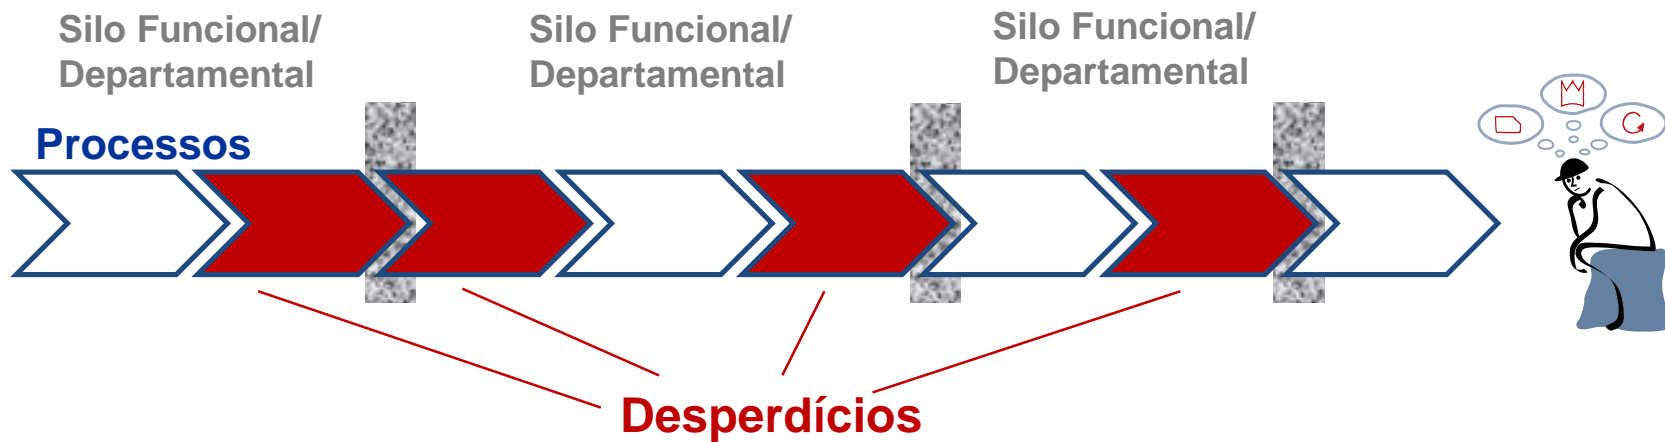 Silo Funcional/
Departamental
Silo Funcional/
Departamental
Silo Funcional/
Departamental
Processos
Desperdícios